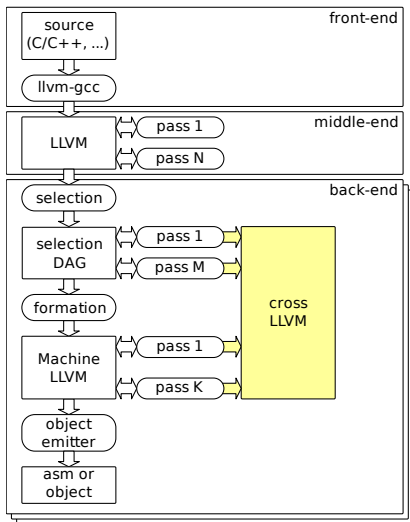 front-end
source
(C/C++, ...)
llvm-gcc
middle-end
LLVM
pass 1
pass N
back-end
selection
selection
DAG
pass 1
pass M
formation
cross
LLVM
Machine
LLVM
pass 1
pass K
object
emitter
asm or
object